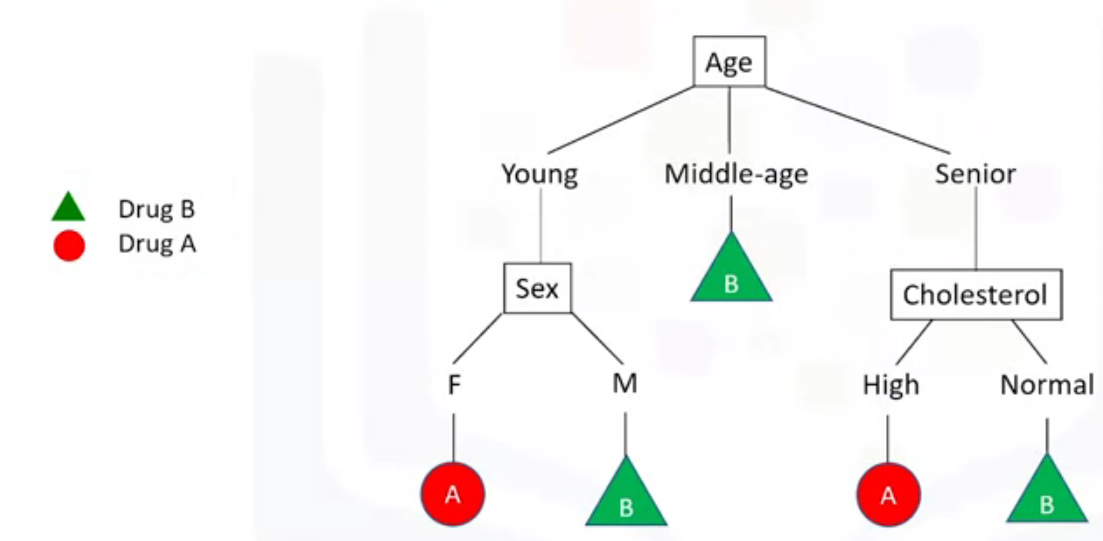 Age
Young Middle-age Senior
Drug B
Drug A
B
Sex
Cholesterol
F M High Normal
A B A B